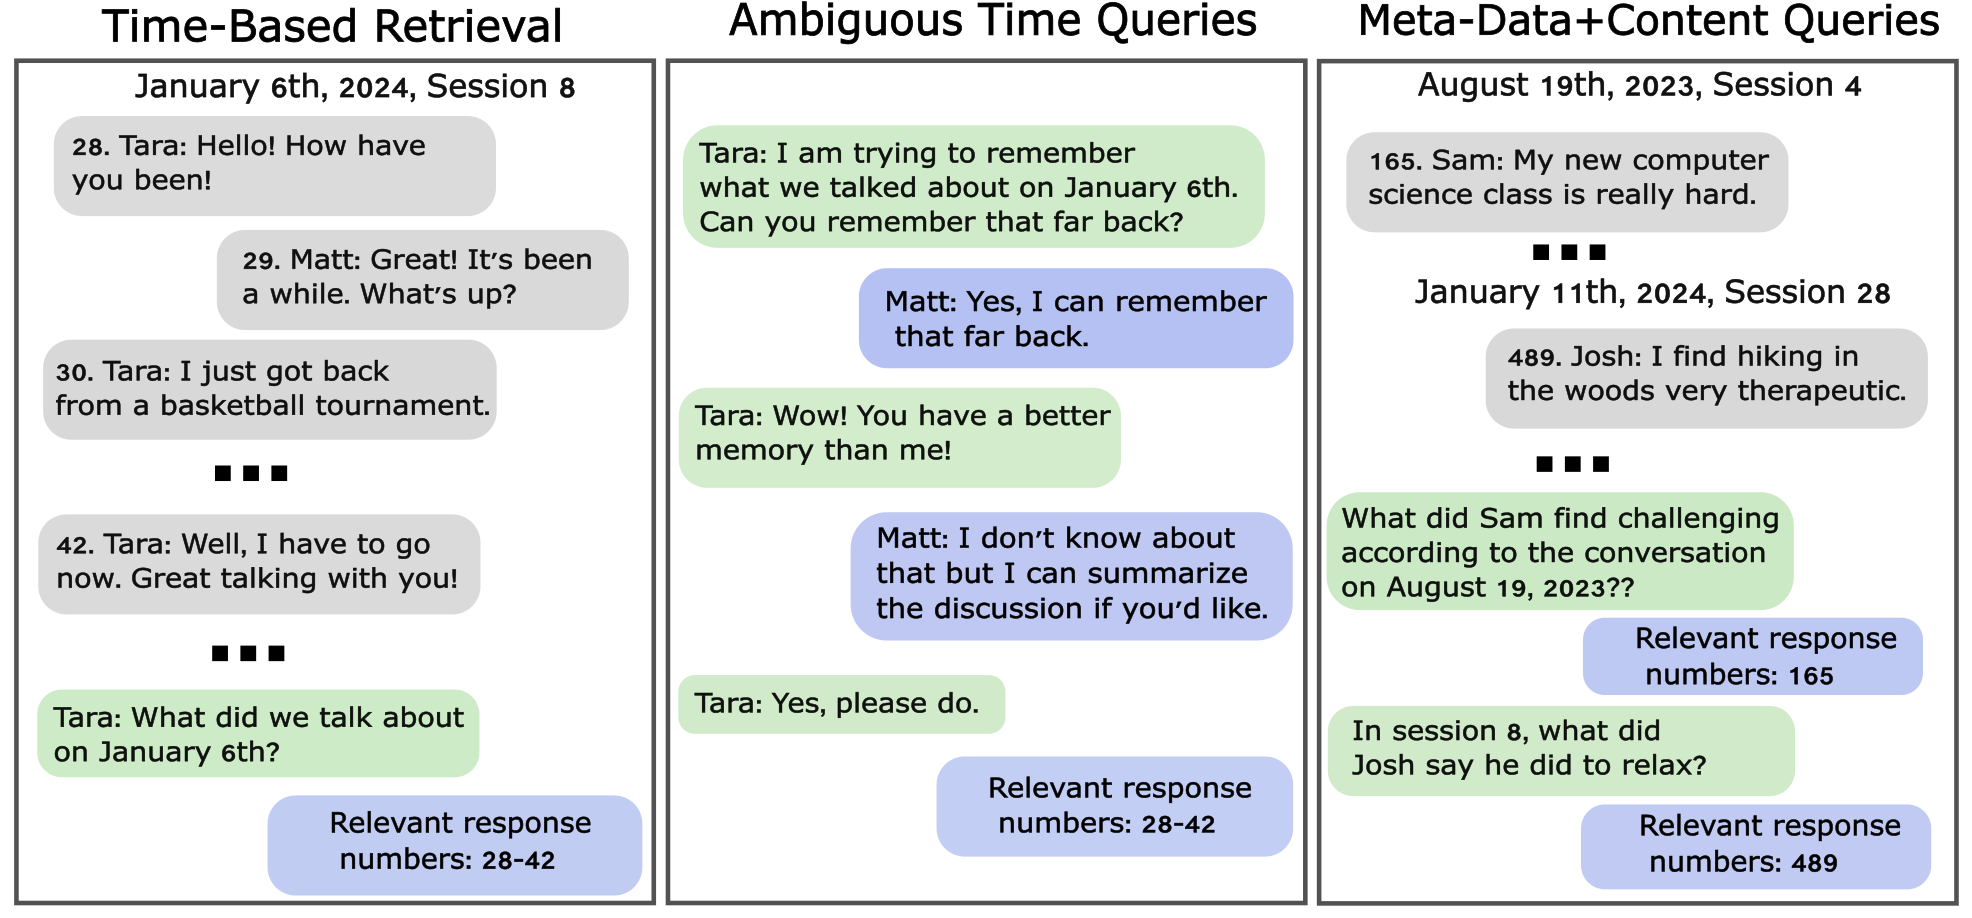 Time-Based Retrieval
January 6th, 2024, Session 8
28. Tara: Hello! How have
you been!
29. Matt: Great! It's been
a while. What's up?
30. Tara: I just got back
from a basketball tournament.
42. Tara: Well, I have to go
now. Great talking with you!
Tara: What did we talk about
on January 6th?
Relevant response
numbers: 28-42
Ambiguous Time Queries
Tara: I am trying to remember
what we talked about on January 6th.
Can you remember that far back?
Matt: Yes, I can remember
that far back.
Tara: Wow! You have a better
memory than me!
Matt: I don't know about
that but I can summarize
the discussion if you'd like.
Tara: Yes, please do.
Relevant response
numbers: 28-42
Meta-Data+Content Queries
August 19th, 2023, Session 4
165. Sam: My new computer
science class is really hard.
January 11th, 2024, Session 28
489. Josh: I find hiking in
the woods very therapeutic.
What did Sam find challenging
according to the conversation
on August 19, 2023??
Relevant response
numbers: 165
In session 8, what did
Josh say he did to relax?
Relevant response
numbers: 489